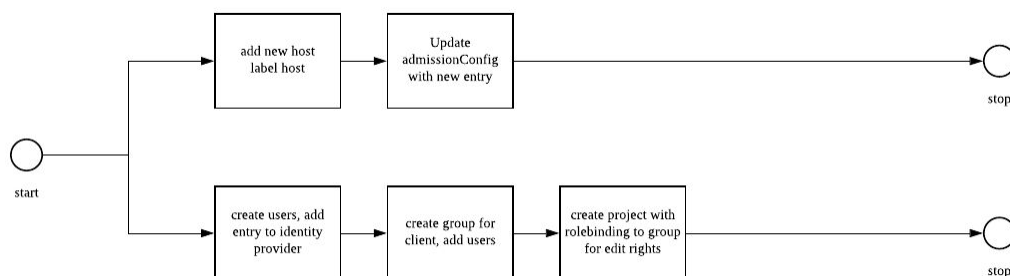 add new host
label host
Update
admissionConfig
with new entry
stop
start
create users, add
entry to identity
provider
create group for
client, add users
create project with
rolebinding to group
for edit rights
stop